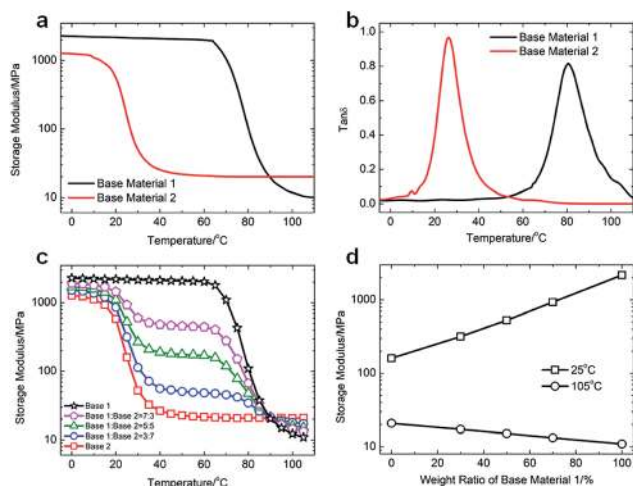 a
Storage Modulus/MPa
1000
100
10
Base Material 1
Base Material 2
0 20 40 60 80 100
Temperature/°C
b
Tanδ
1.0
0.8
0.6
0.4
0.2
0.0
Base Material 1
Base Material 2
0 20 40 60 80 100
Temperature/°C
c
Storage Modulus/MPa
1000
100
10
Base 1
Base 1:Base 2=7:3
Base 1:Base 2=5:5
Base 1:Base 2=3:7
Base 2
0 20 40 60 80 100
Temperature/°C
d
Storage Modulus/MPa
1000
100
10
25°C
105°C
0 20 40 60 80 100
Weight Ratio of Base Material 1/%